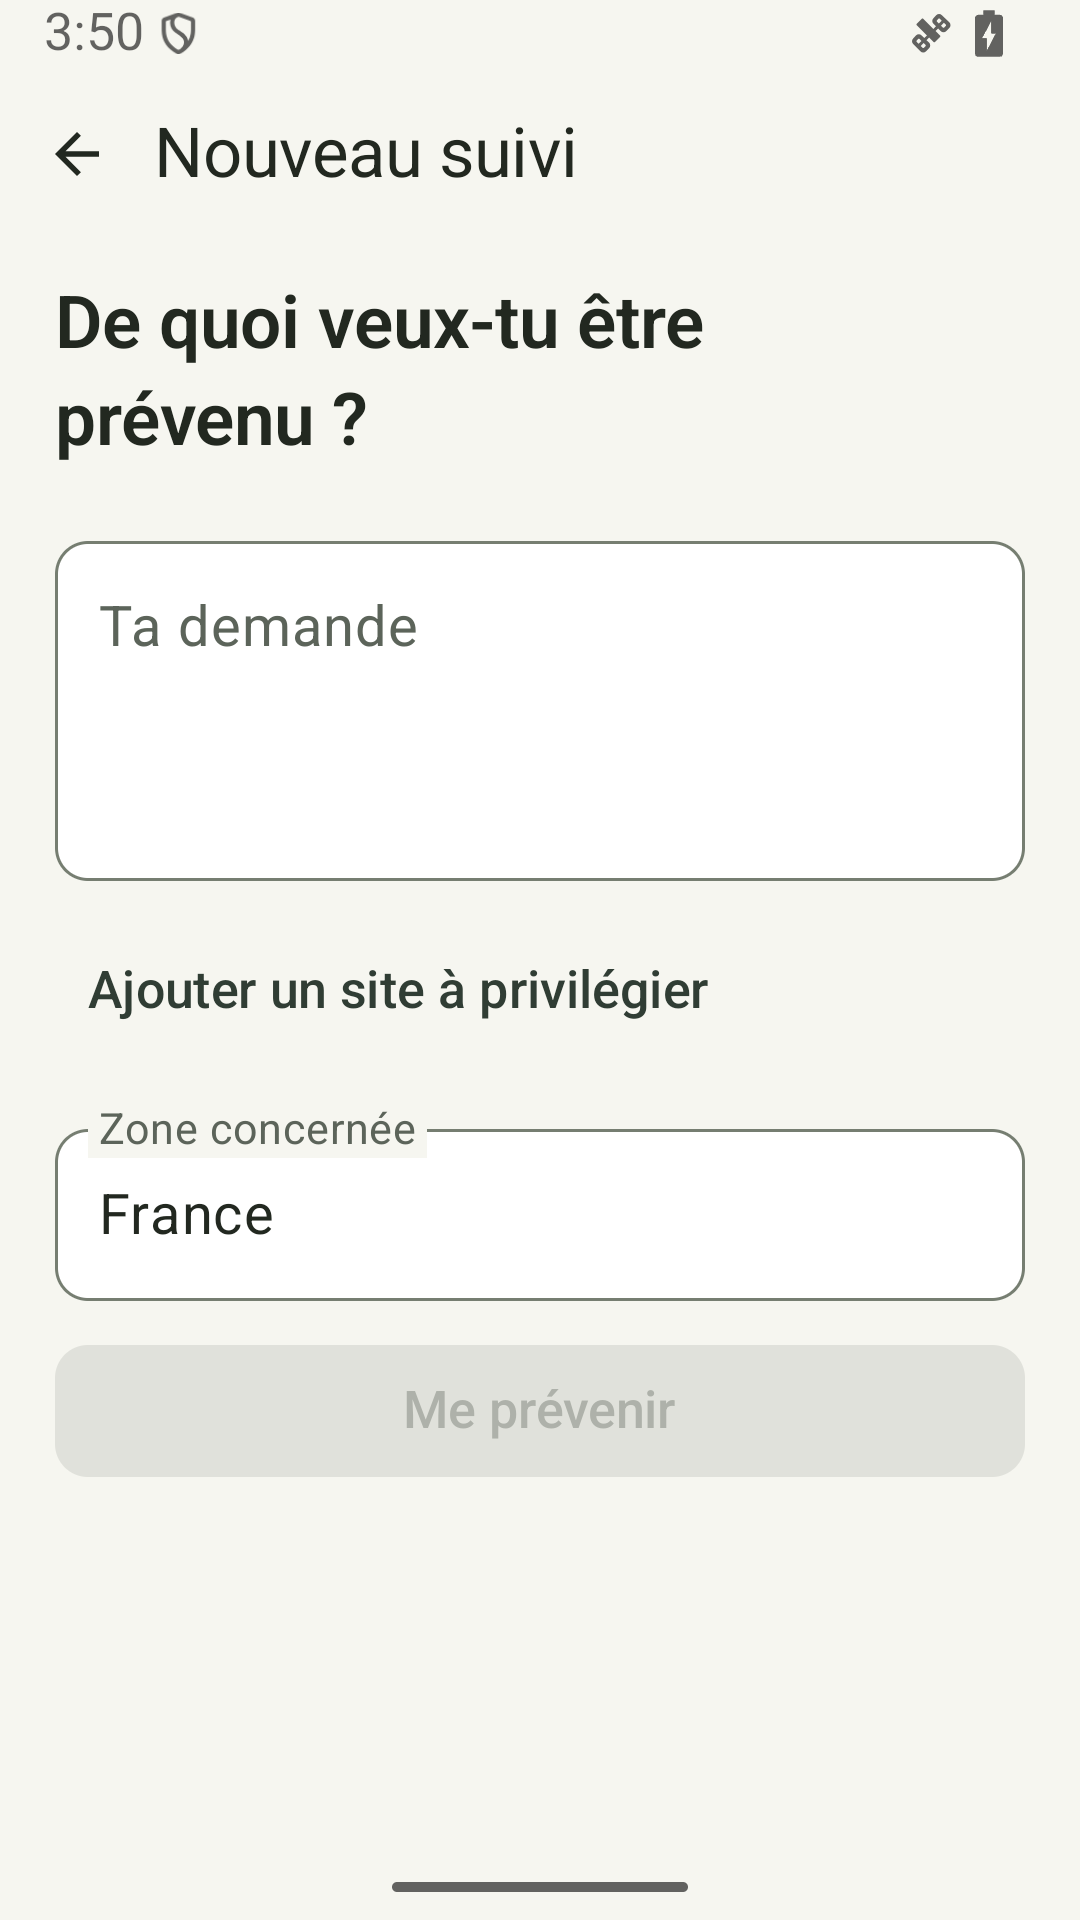 3:50
Nouveau suivi
De quoi veux-tu être
prévenu ?
Ta demande
Ajouter un site à privilégier
Zone concernée
France
Me prévenir